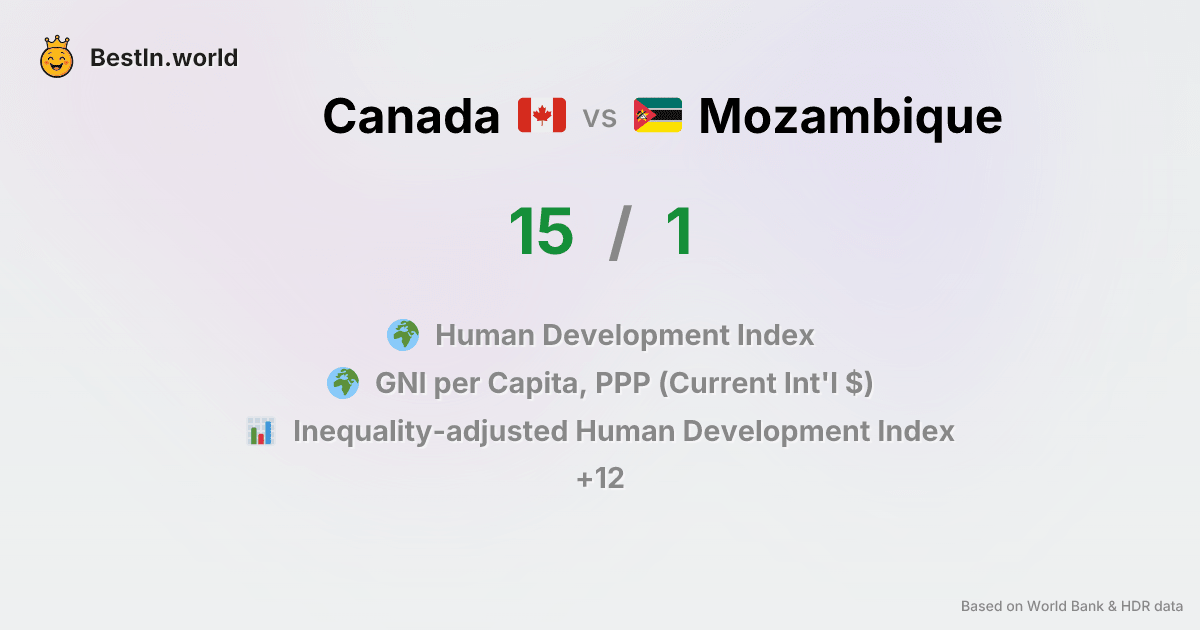 BestIn.world
Canada vs Mozambique
15 / 1
Human Development Index
GNI per Capita, PPP (Current Int'l $)
Inequality-adjusted Human Development Index
+12
Based on World Bank & HDR data